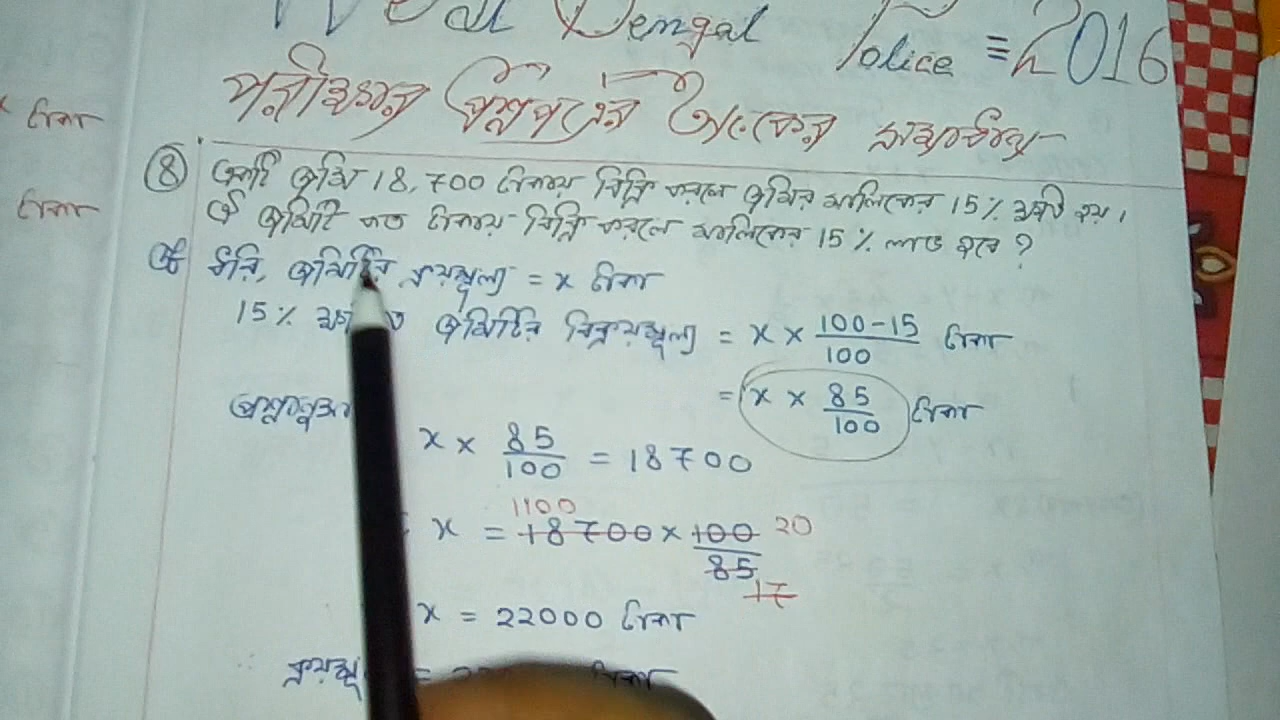 West Bengal Police = 2016
পরীক্ষার প্রশ্নপত্রে অংকের সমাধান
টাকা
টাকা
8 একটি জমি 18,700 টাকায় বিক্রি করলে জমির মালিকের 15% ক্ষতি হয়।
ঐ জমিটি কত টাকায় বিক্রি করলে মালিকের 15% লাভ হবে?
ধরি, জমিটির ক্রয়মূল্য = x টাকা
15% জমিটির বিক্রয়মূল্য = x × 100-15/100 টাকা
= x × 85/100 টাকা
x × 85/100 = 18700
1100
x = 18700 × 100/85 20
17
x = 22000 টাকা
= টাকা